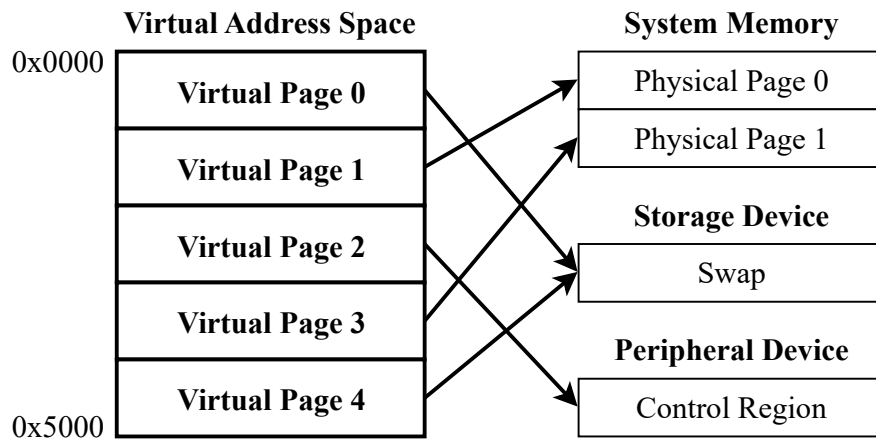 Virtual Address Space
0x0000
Virtual Page 0
Virtual Page 1
Virtual Page 2
Virtual Page 3
Virtual Page 4
0x5000
System Memory
Physical Page 0
Physical Page 1
Storage Device
Swap
Peripheral Device
Control Region